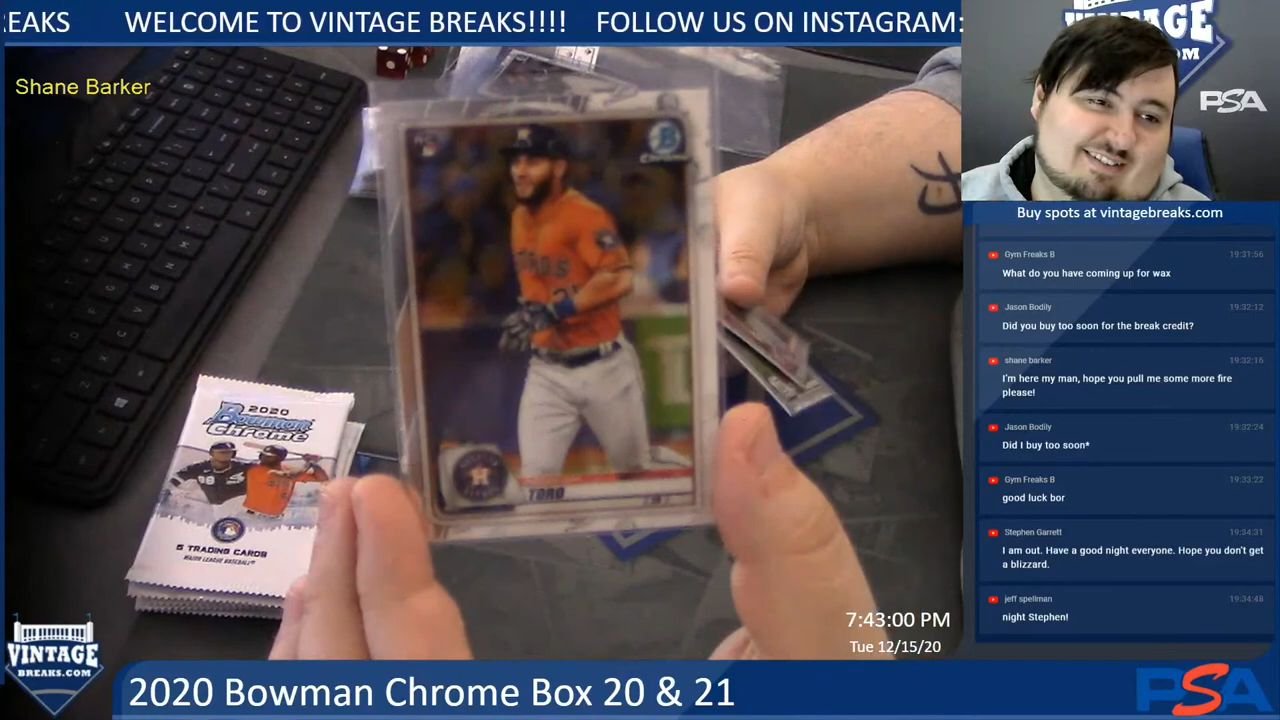 EAKS WELCOME TO VINTAGE BREAKS!!!! FOLLOW US ON INSTAGRAM:
VINTAGE
.COM
PSA
Shane Barker
CHROME
TORO
2020
Bowman
Chrome
5 TRADING CARDS
MAJOR LEAGUE BASEBALL®
Buy spots at vintagebreaks.com
Gym Freaks B 19:31:56
What do you have coming up for wax
Jason Bodily 19:32:12
Did you buy too soon for the break credit?
shane barker 19:32:16
I'm here my man, hope you pull me some more fire
please!
Jason Bodily 19:32:24
Did I buy too soon*
Gym Freaks B 19:33:22
good luck bor
Stephen Garrett 19:34:31
I am out. Have a good night everyone. Hope you don't get
a blizzard.
jeff spellman 19:34:48
night Stephen!
7:43:00 PM
Tue 12/15/20
VINTAGE
BREAKS.COM
2020 Bowman Chrome Box 20 & 21
PSA